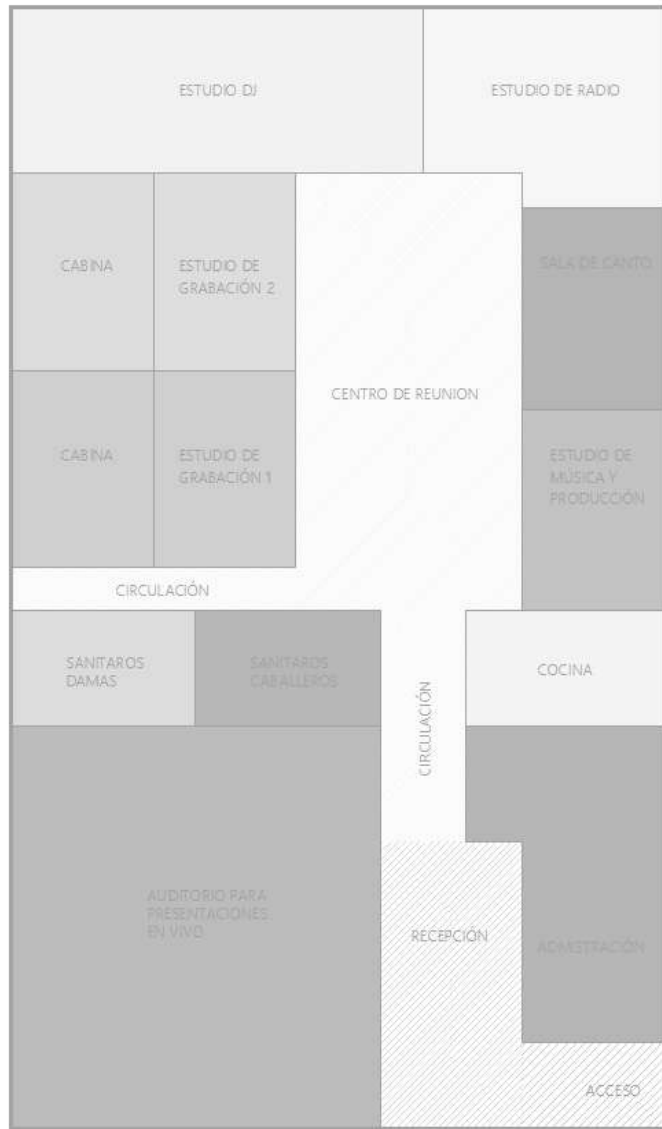 ESTUDIO DJ
ESTUDIO DE RADIO
CABINA
ESTUDIO DE
GRABACIÓN 2
SALA DE CANTO
CENTRO DE REUNION
CABINA
ESTUDIO DE
GRABACIÓN 1
ESTUDIO DE
MÚSICA Y
PRODUCCIÓN
CIRCULACIÓN
SANITAROS
DAMAS
SANITAROS
CABALLEROS
COCINA
CIRCULACIÓN
AUDITORIO PARA
PRESENTACIONES
EN VIVO
RECEPCIÓN
ADMISTRACIÓN
ACCESO